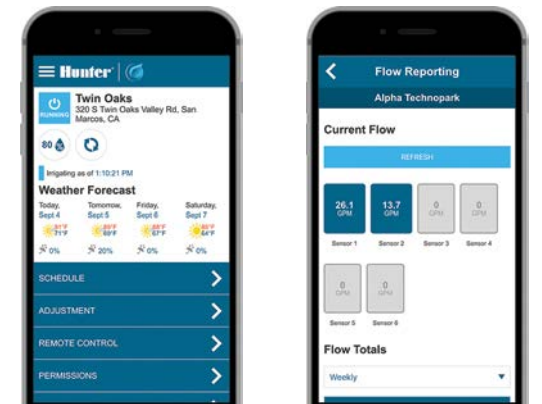 Hunter
RUNNING
Twin Oaks
320 S Twin Oaks Valley Rd, San
Marcos, CA
80
Irrigating as of 1:10:21 PM
Weather Forecast
Today, Tomorrow, Friday, Saturday,
Sept 4 Sept 5 Sept 6 Sept 7
71°F 69°F 67°F 64°F
0% 20% 0% 0%
SCHEDULE
ADJUSTMENT
REMOTE CONTROL
PERMISSIONS
Flow Reporting
Alpha Technopark
Current Flow
REFRESH
26.1 13.7 0 0
GPM GPM GPM GPM
Sensor 1 Sensor 2 Sensor 3 Sensor 4
0 0
GPM GPM
Sensor 5 Sensor 6
Flow Totals
Weekly